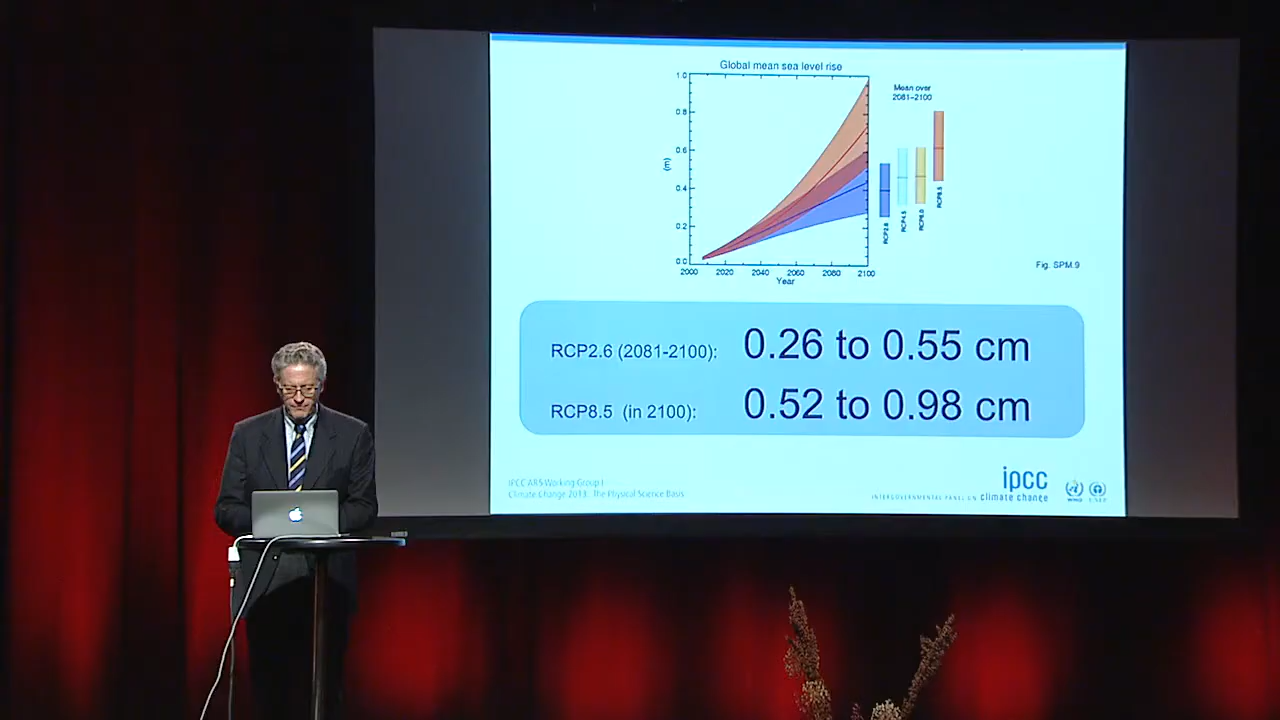 Global mean sea level rise
Mean over
2081-2100
1.0
0.8
0.6
0.4
0.2
0.0
(m)
2000 2020 2040 2060 2080 2100
Year
RCP2.6
RCP4.5
RCP6.0
RCP8.5
Fig. SPM.9
RCP2.6 (2081-2100): 0.26 to 0.55 cm
RCP8.5 (in 2100): 0.52 to 0.98 cm
IPCC AR5 Working Group I
Climate Change 2013: The Physical Science Basis
ipcc
INTERGOVERNMENTAL PANEL ON climate change
WMO UNEP